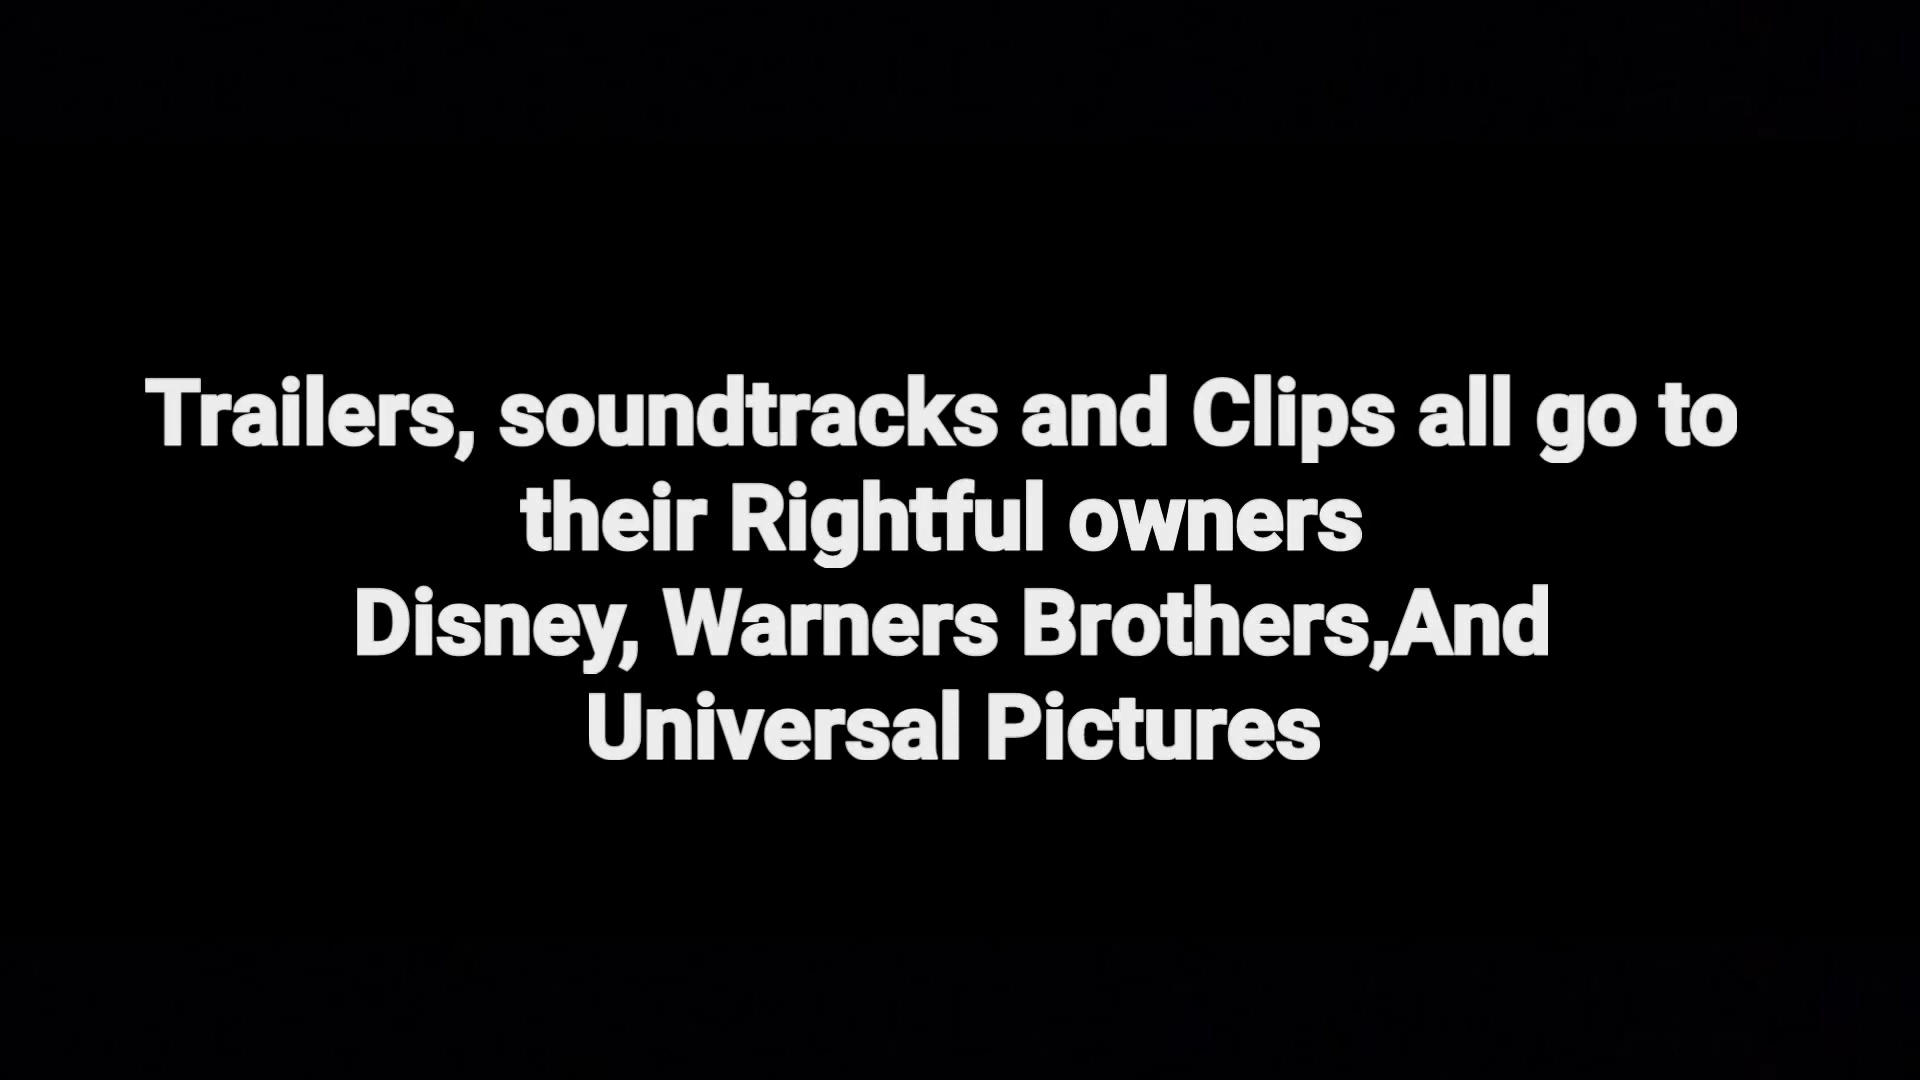 Trailers, soundtracks and Clips all go to
their Rightful owners
Disney, Warners Brothers,And
Universal Pictures